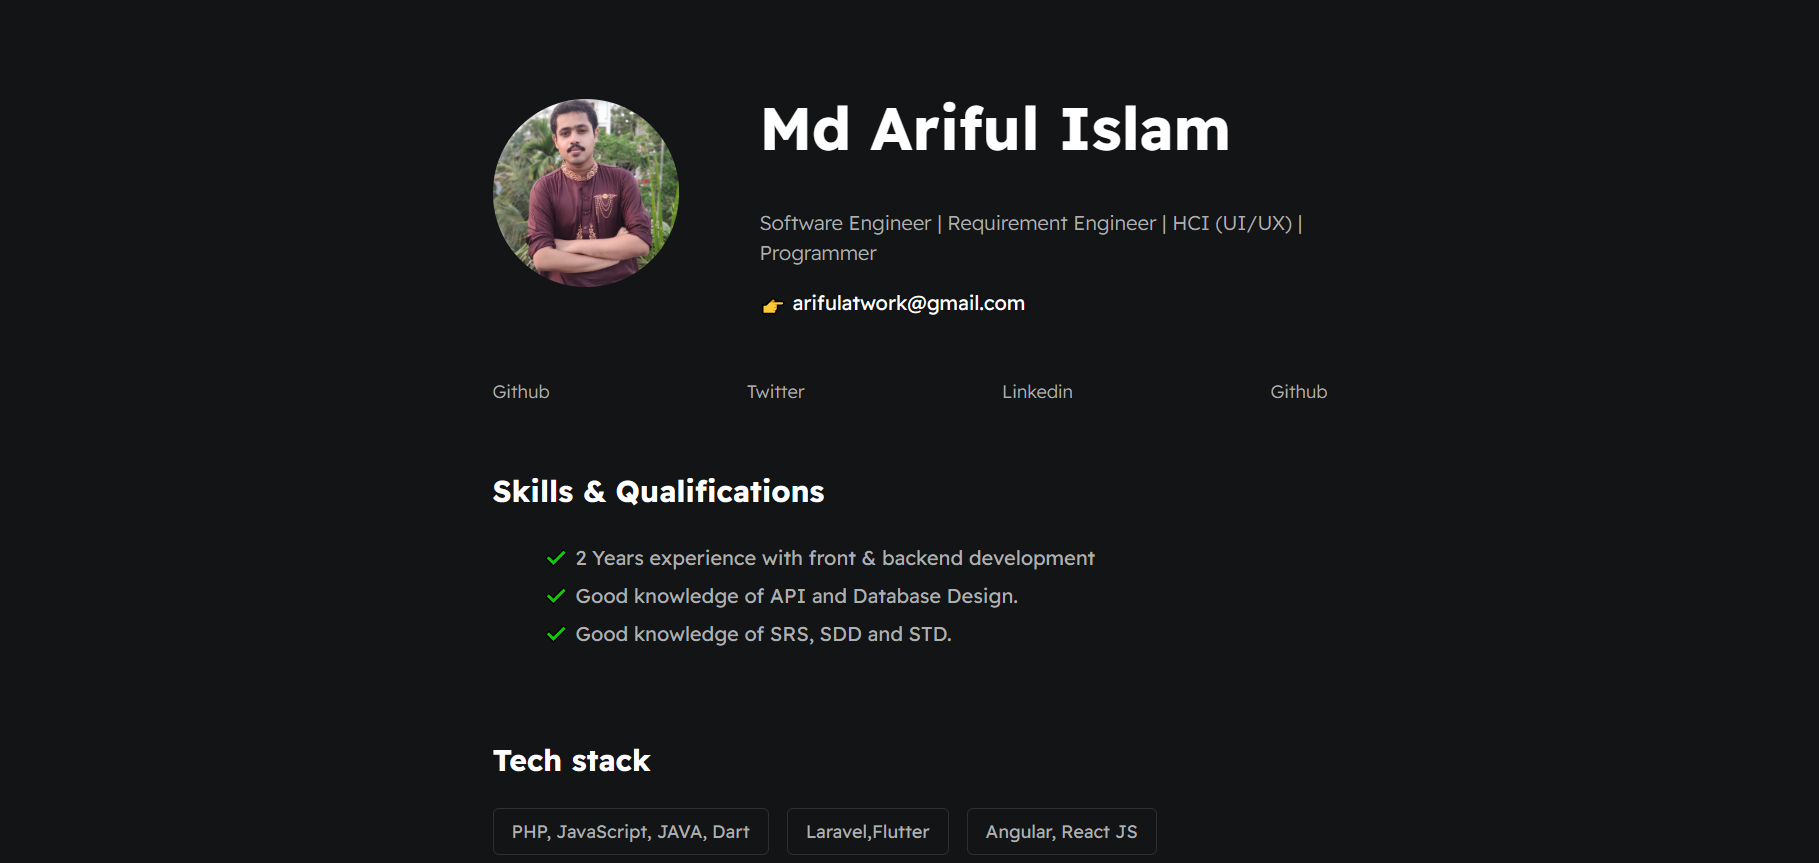 Md Ariful Islam
Software Engineer | Requirement Engineer | HCI (UI/UX) |
Programmer
👉 arifulatwork@gmail.com
Github Twitter Linkedin Github
Skills & Qualifications
✓ 2 Years experience with front & backend development
✓ Good knowledge of API and Database Design.
✓ Good knowledge of SRS, SDD and STD.
Tech stack
PHP, JavaScript, JAVA, Dart Laravel,Flutter Angular, React JS